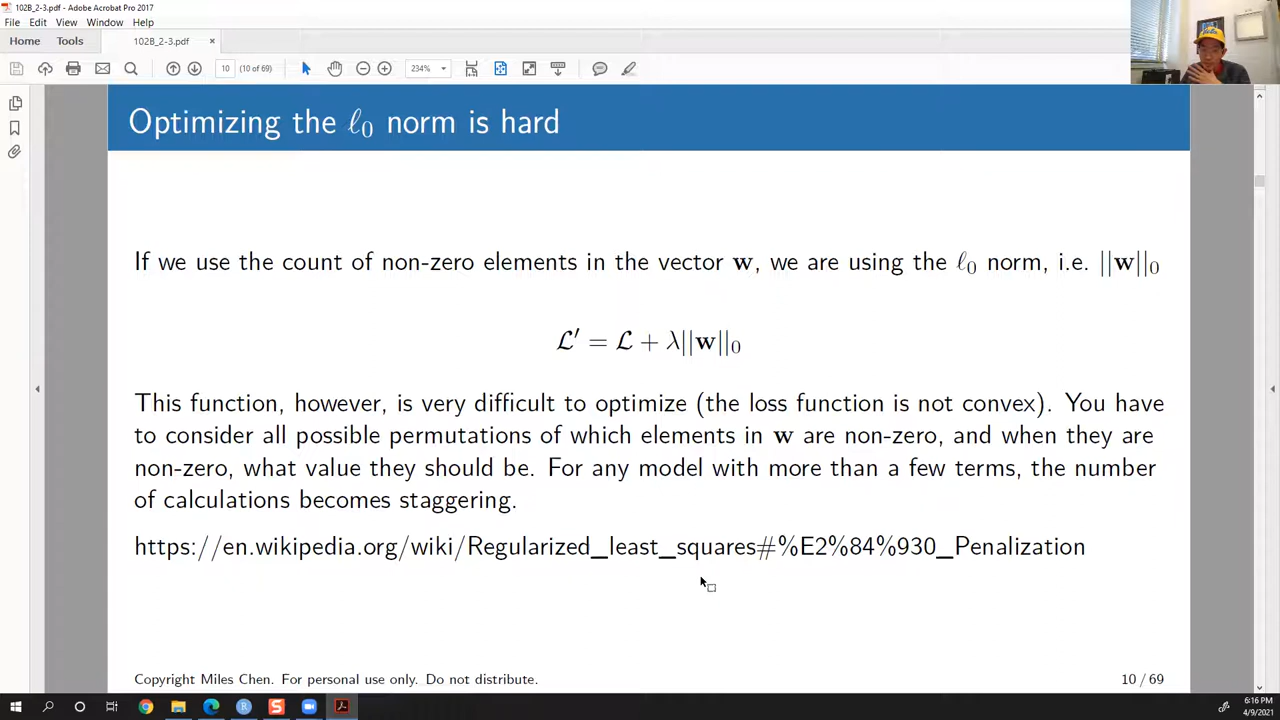 102B_2-3.pdf - Adobe Acrobat Pro 2017
File Edit View Window Help
Home Tools 102B_2-3.pdf ×
10 (10 of 69) 234%
Optimizing the ℓ0 norm is hard
If we use the count of non-zero elements in the vector w, we are using the ℓ0 norm, i.e. ||w||0
ℒ′ = ℒ + λ||w||0
This function, however, is very difficult to optimize (the loss function is not convex). You have
to consider all possible permutations of which elements in w are non-zero, and when they are
non-zero, what value they should be. For any model with more than a few terms, the number
of calculations becomes staggering.
https://en.wikipedia.org/wiki/Regularized_least_squares#%E2%84%930_Penalization
Copyright Miles Chen. For personal use only. Do not distribute. 10 / 69
6:16 PM
4/9/2021